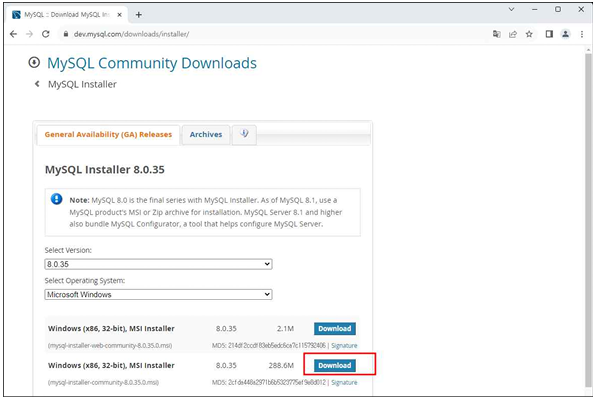 MySQL :: Download MySQL Ins
dev.mysql.com/downloads/installer/
MySQL Community Downloads
MySQL Installer
General Availability (GA) Releases
Archives
MySQL Installer 8.0.35
Note: MySQL 8.0 is the final series with MySQL Installer. As of MySQL 8.1, use a
MySQL product's MSI or Zip archive for installation. MySQL Server 8.1 and higher
also bundle MySQL Configurator, a tool that helps configure MySQL Server.
Select Version:
8.0.35
Select Operating System:
Microsoft Windows
Windows (x86, 32-bit), MSI Installer 8.0.35 2.1M Download
(mysql-installer-web-community-8.0.35.0.msi) MD5: | Signature
Windows (x86, 32-bit), MSI Installer 8.0.35 288.6M Download
(mysql-installer-community-8.0.35.0.msi) MD5: | Signature